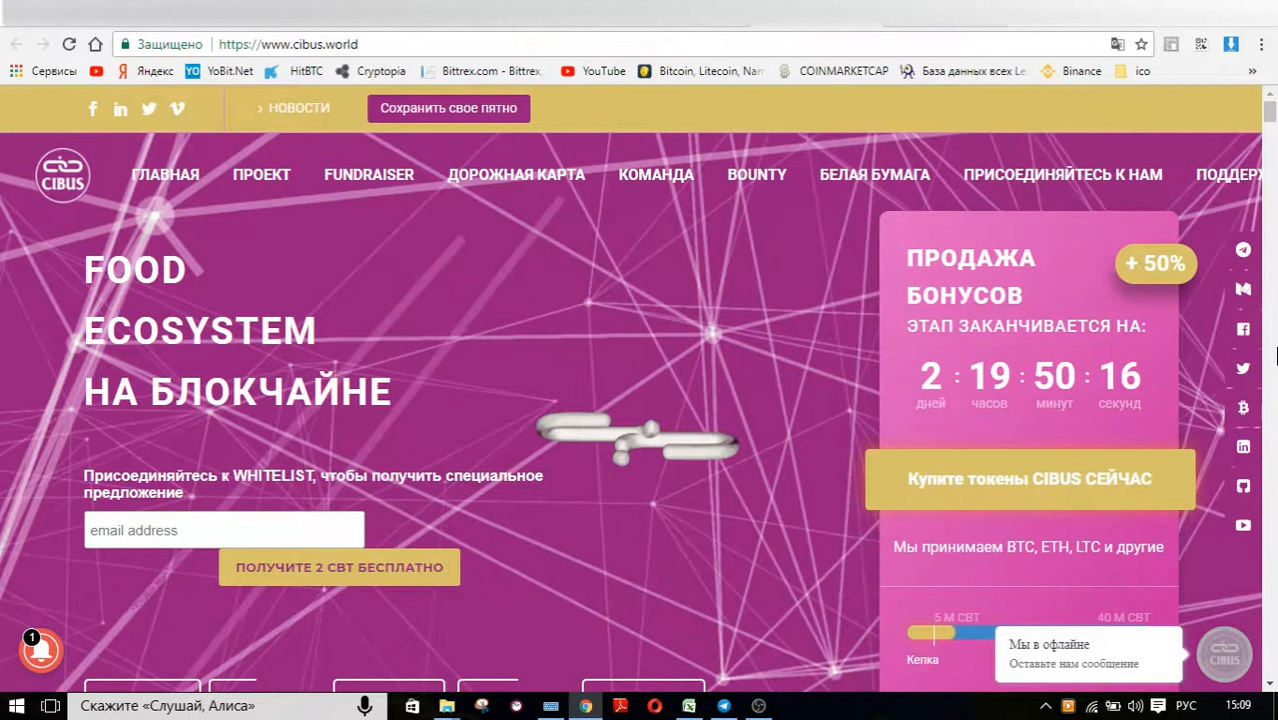 Защищено https://www.cibus.world
Сервисы Яндекс YoBit.Net HitBTC Cryptopia Bittrex.com - Bittrex, YouTube Bitcoin, Litecoin, Nam COINMARKETCAP База данных всех Le Binance ico »
НОВОСТИ
Сохранить свое пятно
CIBUS
ГЛАВНАЯ ПРОЕКТ FUNDRAISER ДОРОЖНАЯ КАРТА КОМАНДА BOUNTY БЕЛАЯ БУМАГА ПРИСОЕДИНЯЙТЕСЬ К НАМ ПОДДЕРЖ
FOOD
ECOSYSTEM
НА БЛОКЧАЙНЕ
Присоединяйтесь к WHITELIST, чтобы получить специальное
предложение
email address
ПОЛУЧИТЕ 2 CBT БЕСПЛАТНО
ПРОДАЖА
БОНУСОВ
+ 50%
ЭТАП ЗАКАНЧИВАЕТСЯ НА:
2 : 19 : 50 : 16
дней часов минут секунд
Купите токены CIBUS СЕЙЧАС
Мы принимаем BTC, ETH, LTC и другие
5 M CBT 40 M CBT
Кепка
Мы в офлайне
Оставьте нам сообщение
CIBUS
1
Скажите «Слушай, Алиса»
РУС
15:09